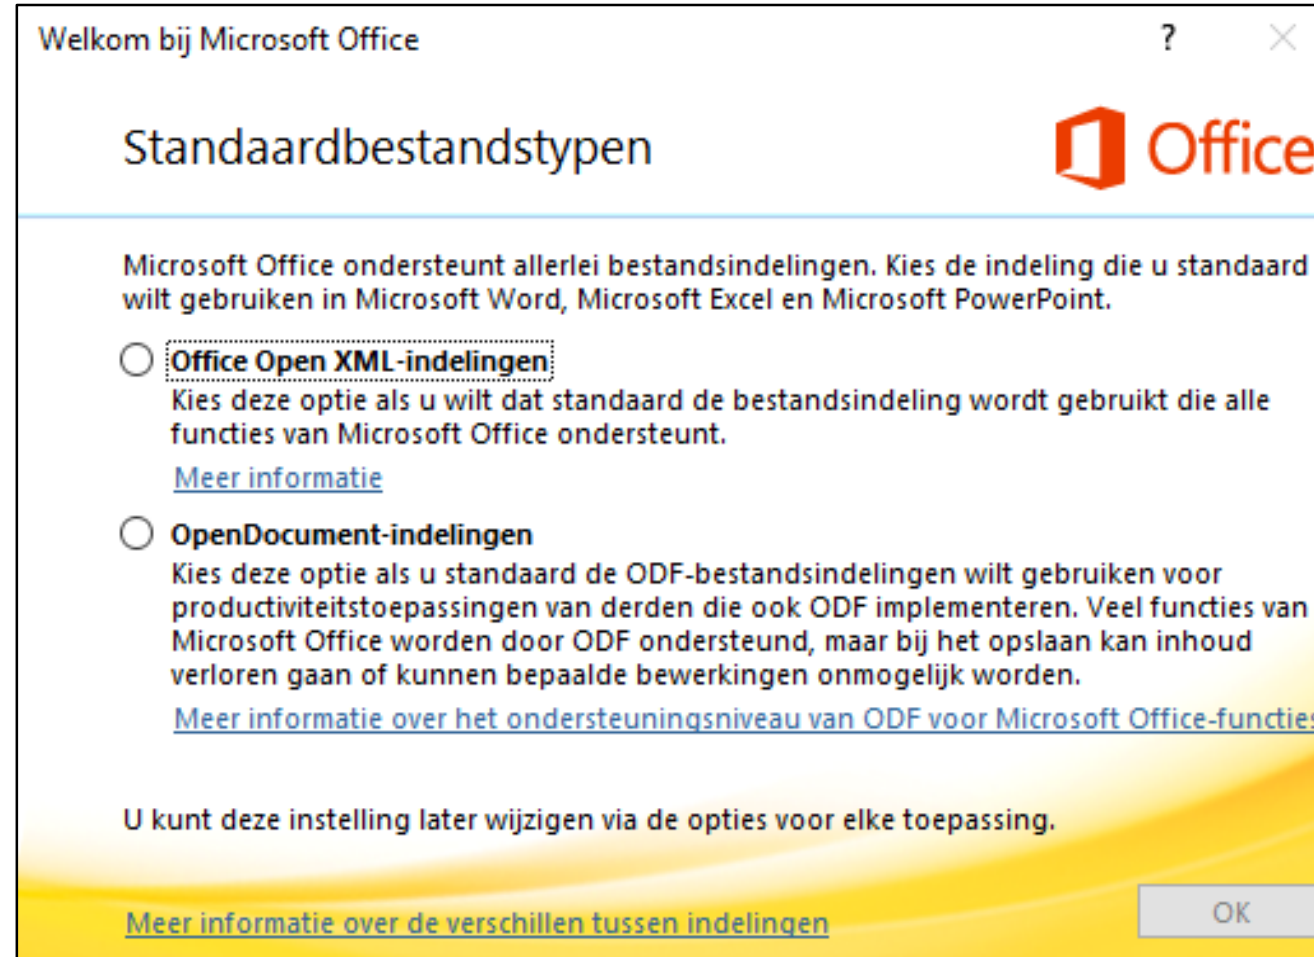 Welkom bij Microsoft Office ?
Standaardbestandstypen
Office
Microsoft Office ondersteunt allerlei bestandsindelingen. Kies de indeling die u standaard
wilt gebruiken in Microsoft Word, Microsoft Excel en Microsoft PowerPoint.
Office Open XML-indelingen
Kies deze optie als u wilt dat standaard de bestandsindeling wordt gebruikt die alle
functies van Microsoft Office ondersteunt.
Meer informatie
OpenDocument-indelingen
Kies deze optie als u standaard de ODF-bestandsindelingen wilt gebruiken voor
productiviteitstoepassingen van derden die ook ODF implementeren. Veel functies van
Microsoft Office worden door ODF ondersteund, maar bij het opslaan kan inhoud
verloren gaan of kunnen bepaalde bewerkingen onmogelijk worden.
Meer informatie over het ondersteuningsniveau van ODF voor Microsoft Office-functies
U kunt deze instelling later wijzigen via de opties voor elke toepassing.
Meer informatie over de verschillen tussen indelingen
OK